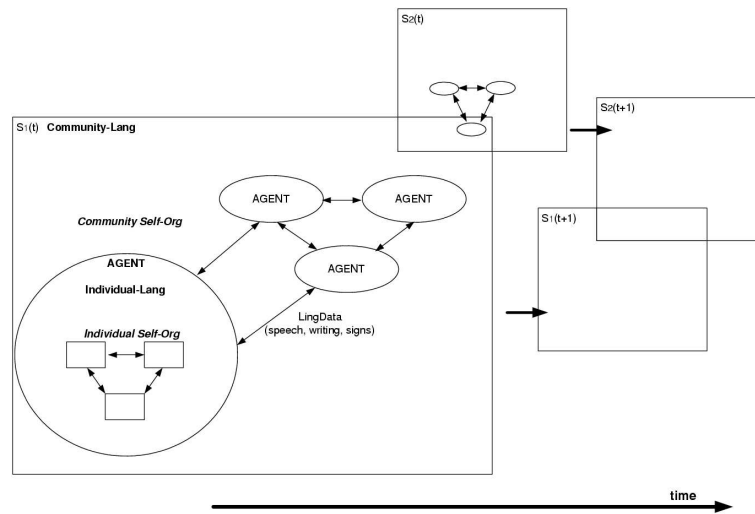 S2(t)
S2(t+1)
S1(t) Community-Lang
AGENT
AGENT
Community Self-Org
S1(t+1)
AGENT
AGENT
Individual-Lang
LingData
(speech, writing, signs)
Individual Self-Org
time